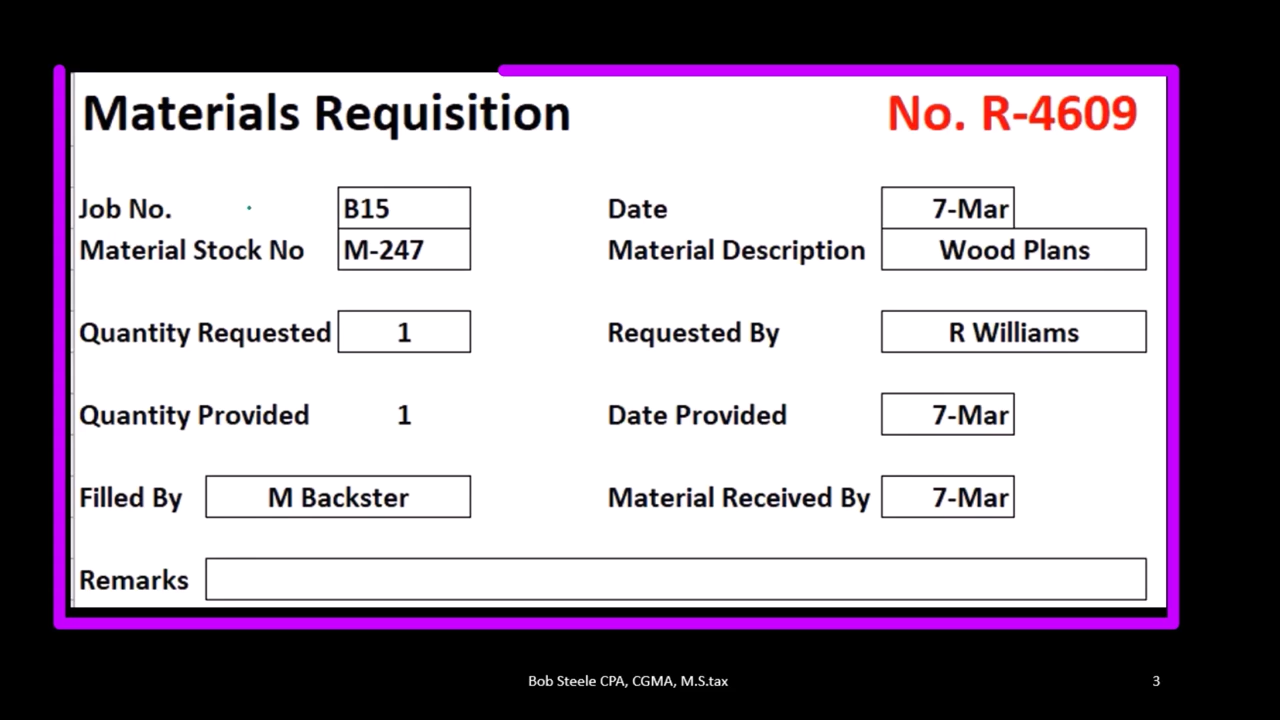 Materials Requisition No. R-4609
Job No. B15 Date 7-Mar
Material Stock No M-247 Material Description Wood Plans
Quantity Requested 1 Requested By R Williams
Quantity Provided 1 Date Provided 7-Mar
Filled By M Backster Material Received By 7-Mar
Remarks
Bob Steele CPA, CGMA, M.S.tax 3